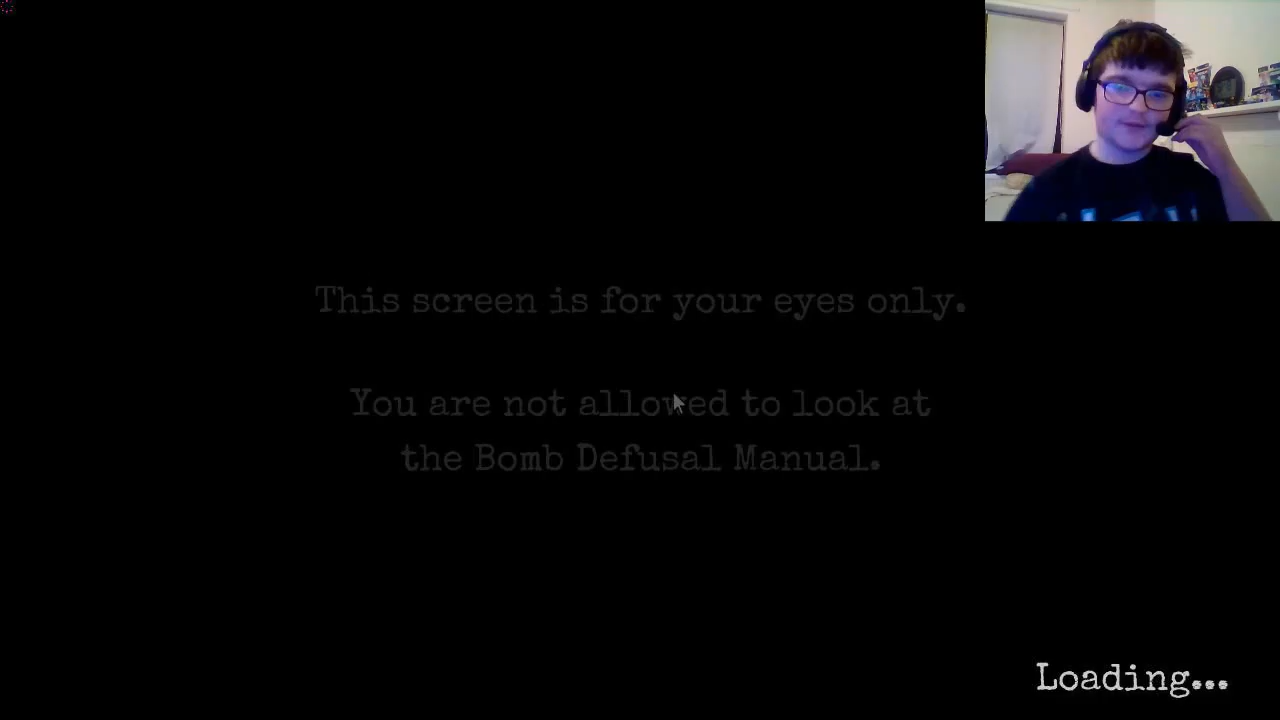 This screen is for your eyes only.
You are not allowed to look at
the Bomb Defusal Manual.
Loading...